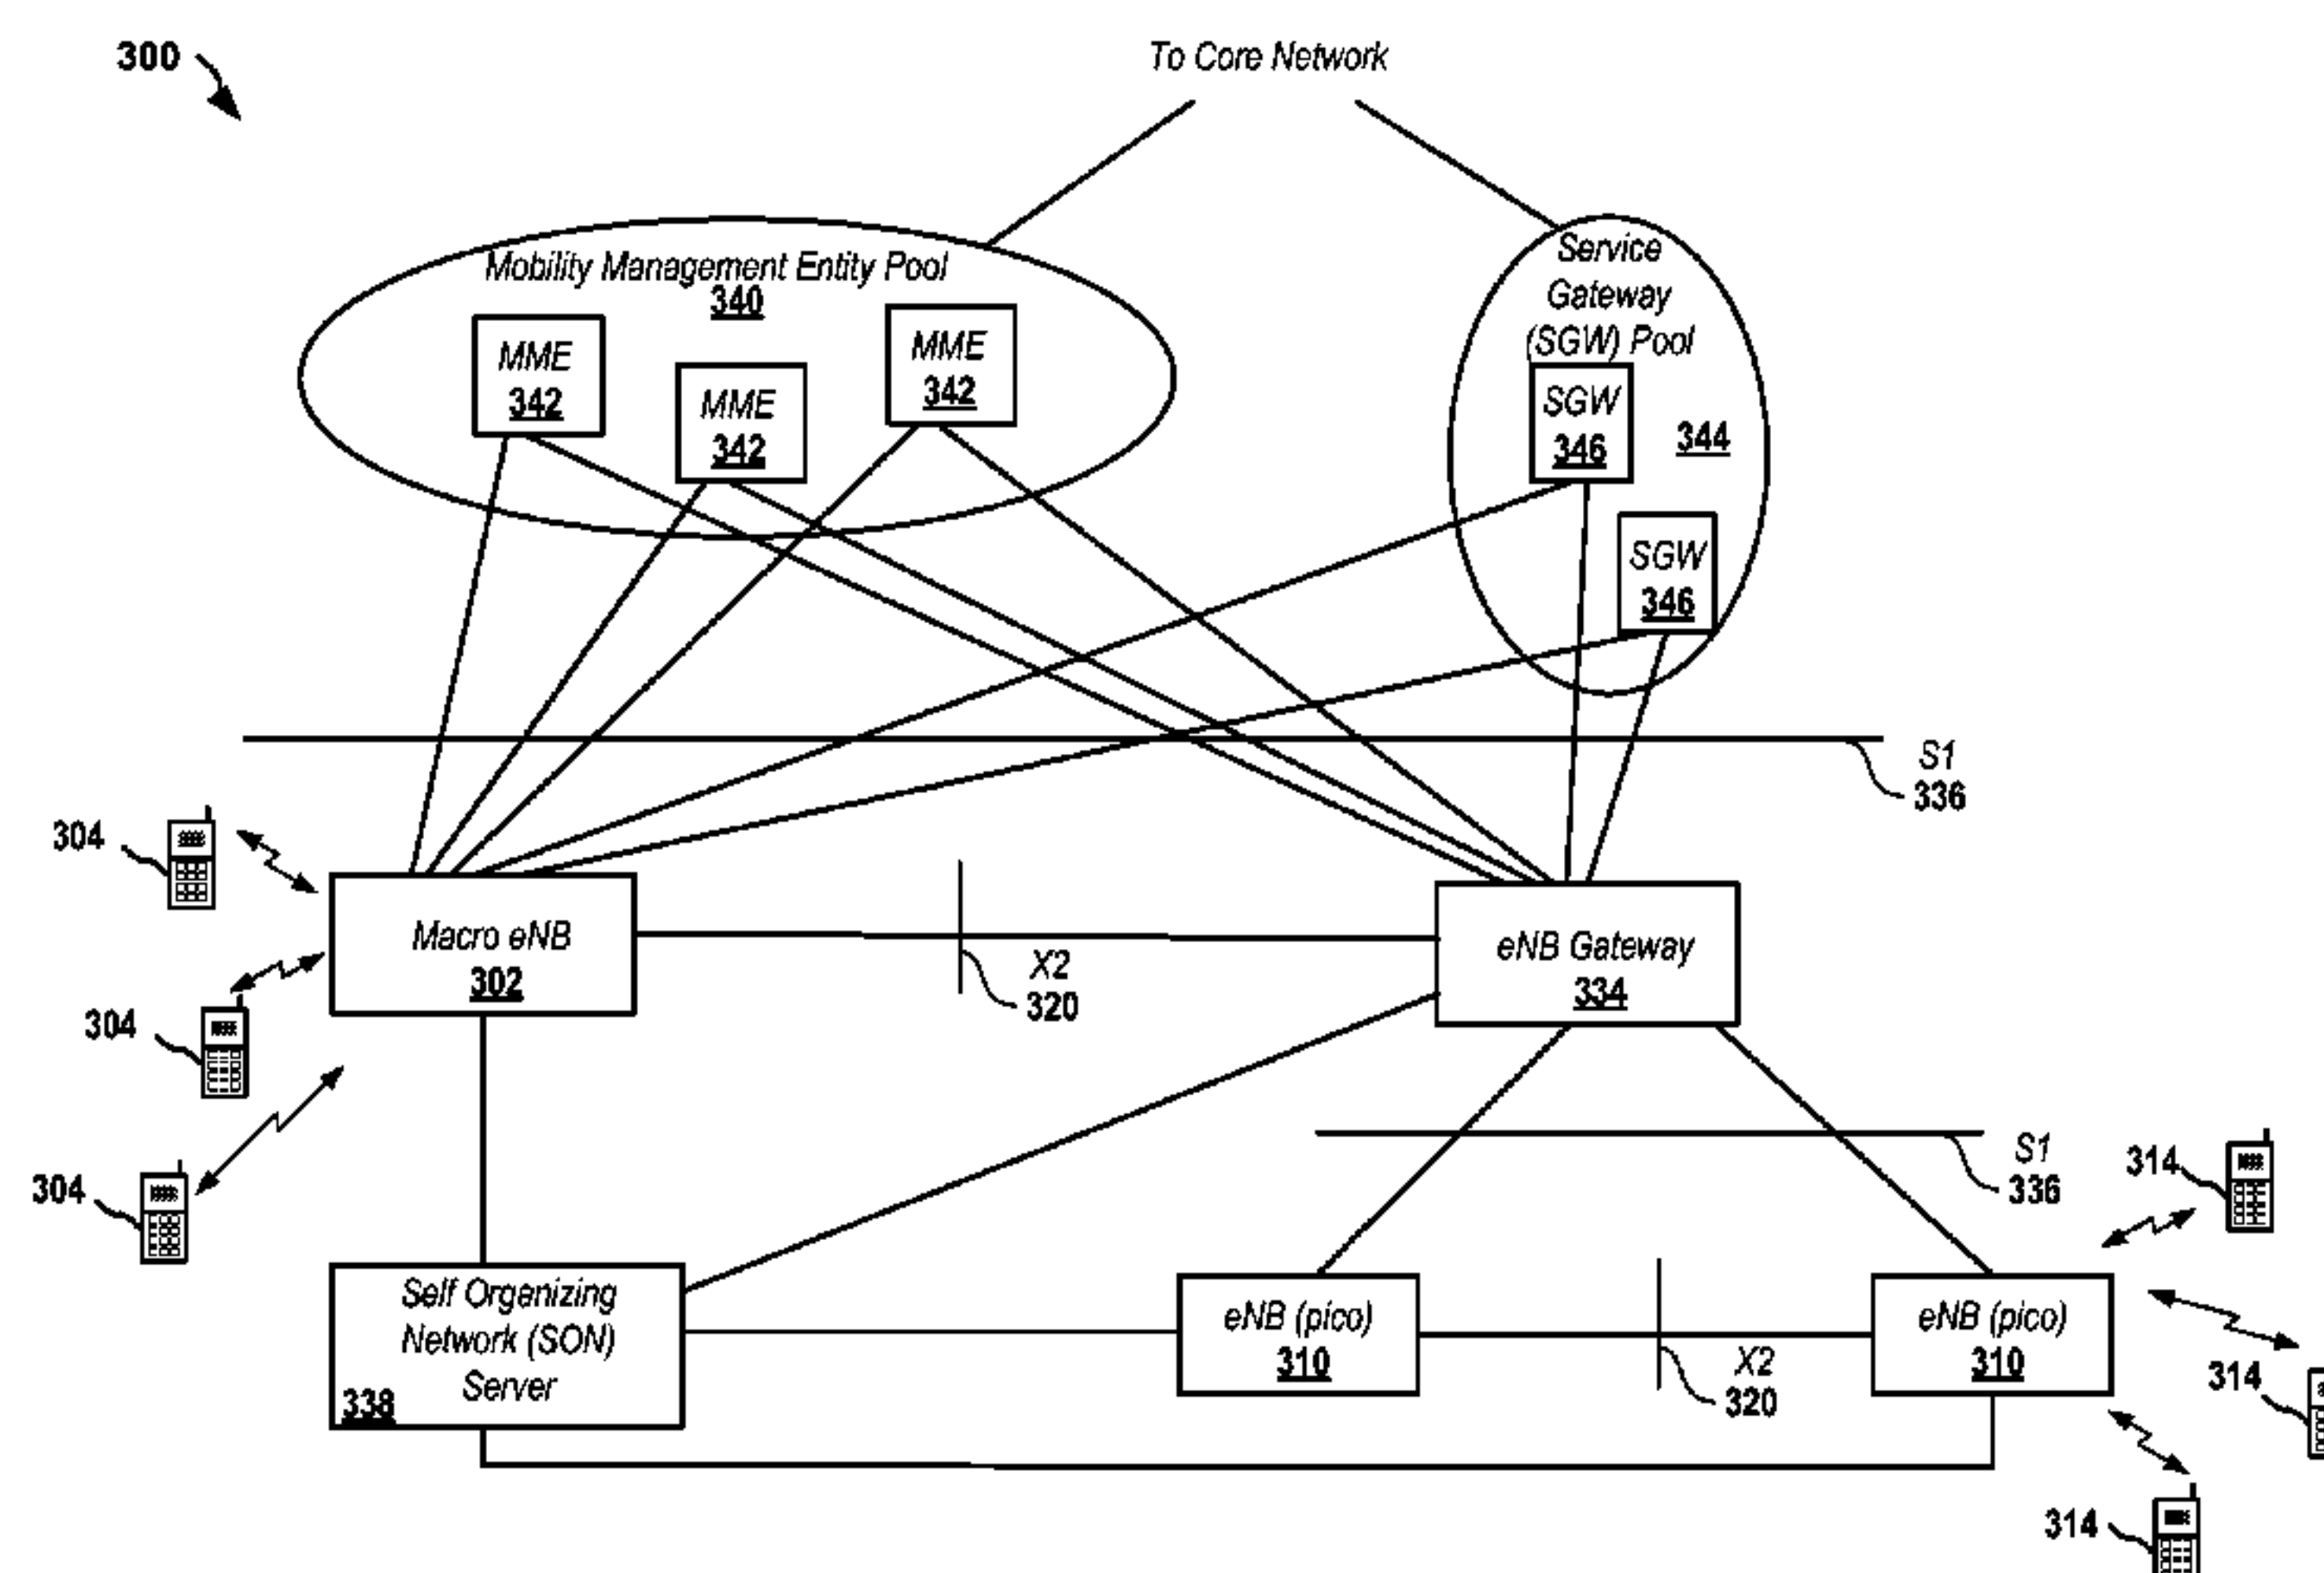 300
To Core Network
Mobility Management Entity Pool
340
MME
342
MME
342
MME
342
Service
Gateway
(SGW) Pool
SGW
346
344
SGW
346
S1
336
304
Macro eNB
302
X2
320
eNB Gateway
334
304
304
S1
336
314
Self Organizing
Network (SON)
Server
338
eNB (pico)
310
X2
320
eNB (pico)
310
314
314